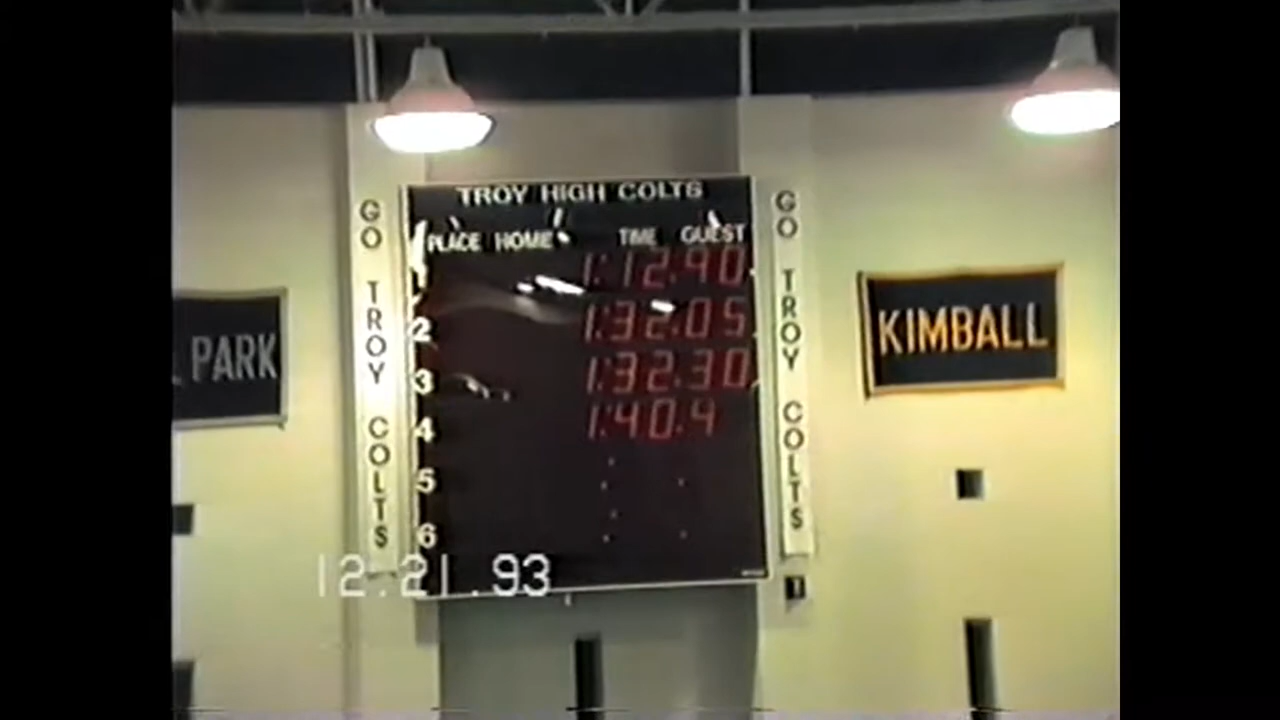 TROY HIGH COLTS
PLACE HOME TIME GUEST
1 1:12.90
2 1:32.05
3 1:32.30
4 1:40.4
5
6
GO TROY COLTS
GO TROY COLTS
PARK
KIMBALL
12.21.93